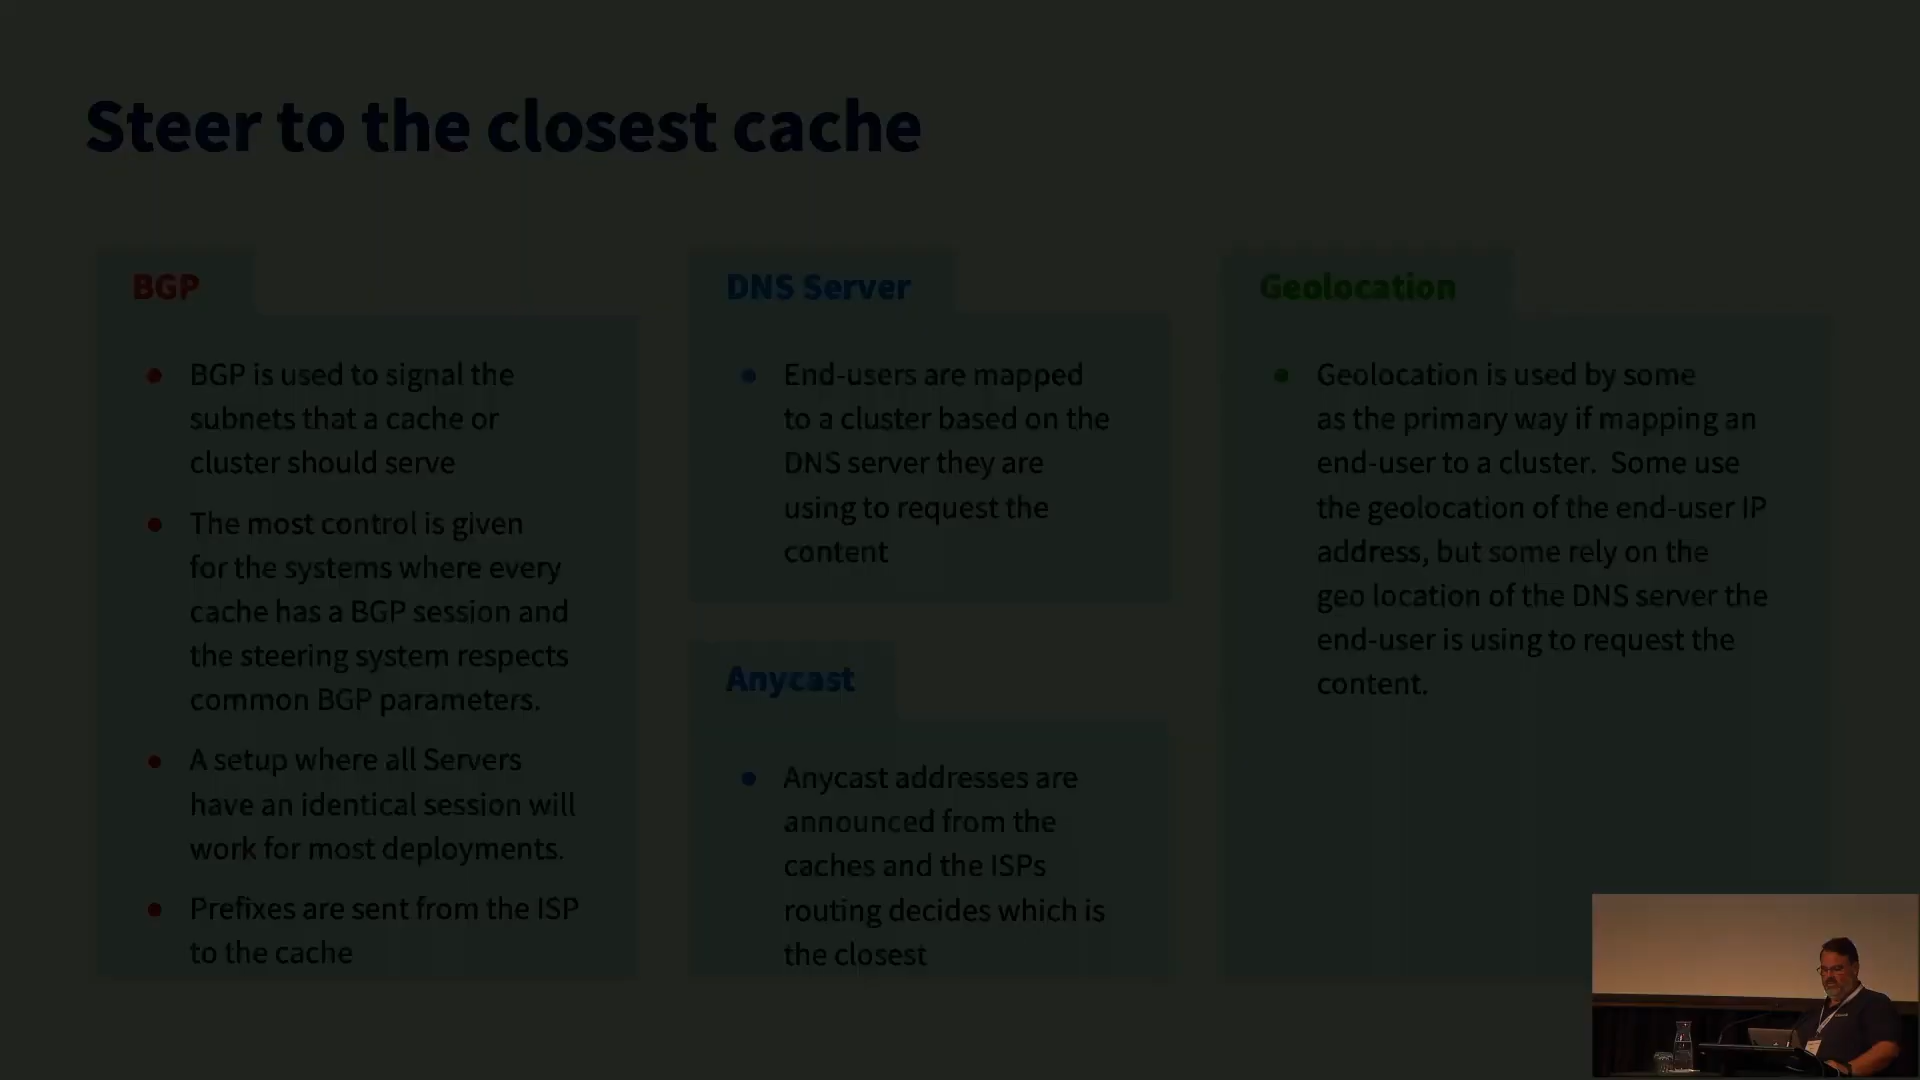 Steer to the closest cache
BGP
BGP is used to signal the
subnets that a cache or
cluster should serve
The most control is given
for the systems where every
cache has a BGP session and
the steering system respects
common BGP parameters.
A setup where all Servers
have an identical session will
work for most deployments.
Prefixes are sent from the ISP
to the cache
DNS Server
End-users are mapped
to a cluster based on the
DNS server they are
using to request the
content
Anycast
Anycast addresses are
announced from the
caches and the ISPs
routing decides which is
the closest
Geolocation
Geolocation is used by some
as the primary way if mapping an
end-user to a cluster. Some use
the geolocation of the end-user IP
address, but some rely on the
geo location of the DNS server the
end-user is using to request the
content.